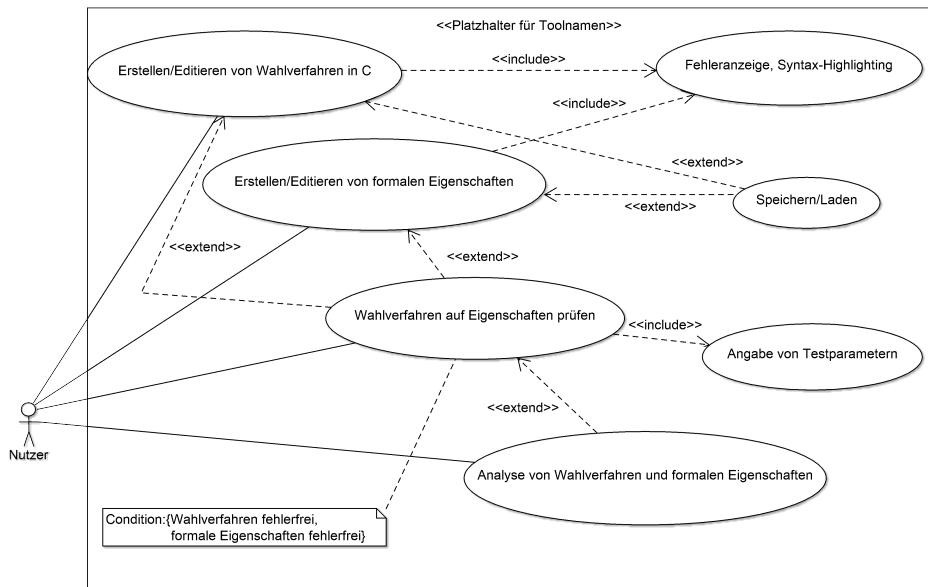 <<Platzhalter für Toolnamen>>
Erstellen/Editieren von Wahlverfahren in C
<<include>>
Fehleranzeige, Syntax-Highlighting
<<include>>
<<extend>>
Erstellen/Editieren von formalen Eigenschaften
<<extend>>
Speichern/Laden
<<extend>>
<<extend>>
Wahlverfahren auf Eigenschaften prüfen
<<include>>
Angabe von Testparametern
<<extend>>
Nutzer
Analyse von Wahlverfahren und formalen Eigenschaften
Condition:{Wahlverfahren fehlerfrei,
formale Eigenschaften fehlerfrei}